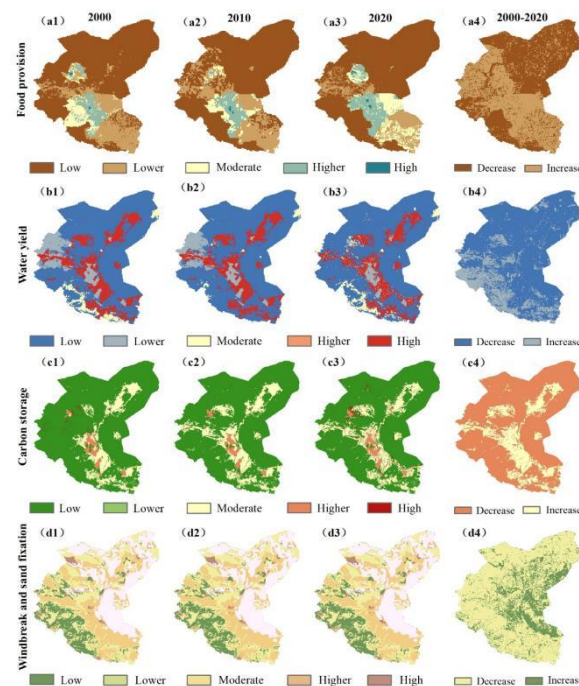 2000 2010 2020 2000-2020
(a1) (a2) (a3) (a4)
Food provision
Low Lower Moderate Higher High Decrease Increase
(b1) (b2) (b3) (b4)
Water yield
Low Lower Moderate Higher High Decrease Increase
(c1) (c2) (c3) (c4)
Carbon storage
Low Lower Moderate Higher High Decrease Increase
(d1) (d2) (d3) (d4)
Windbreak and sand fixation
Low Lower Moderate Higher High Decrease Increase